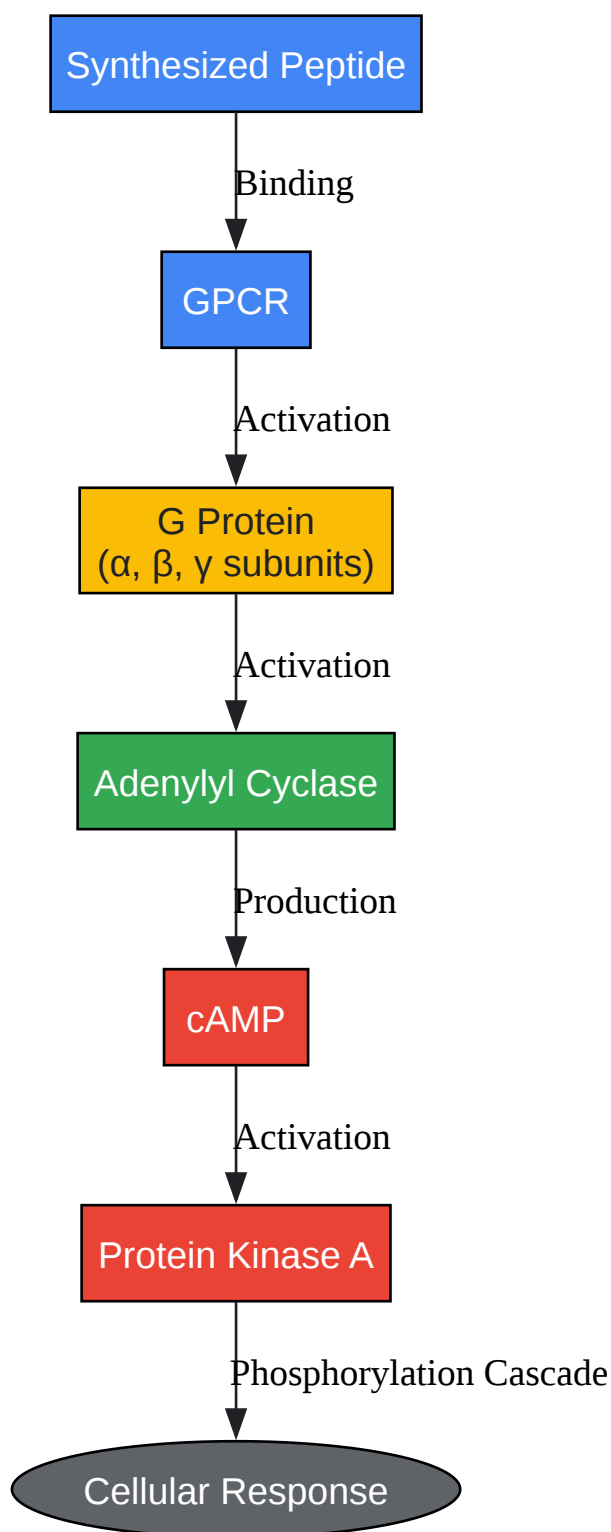 Synthesized Peptide
Binding
GPCR
Activation
G Protein
(α, β, γ subunits)
Activation
Adenylyl Cyclase
Production
cAMP
Activation
Protein Kinase A
Phosphorylation Cascade
Cellular Response